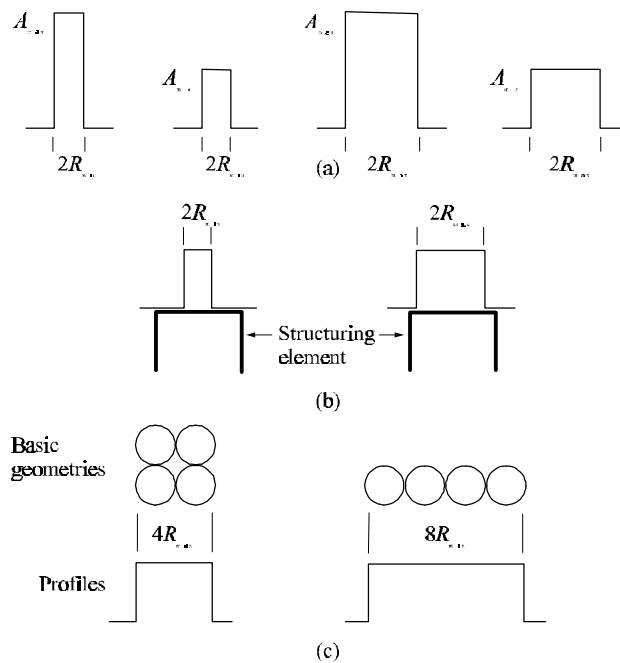 A A A A
2R 2R 2R 2R
(a)
2R 2R
Structuring
element
(b)
Basic
geometries
4R 8R
Profiles
(c)